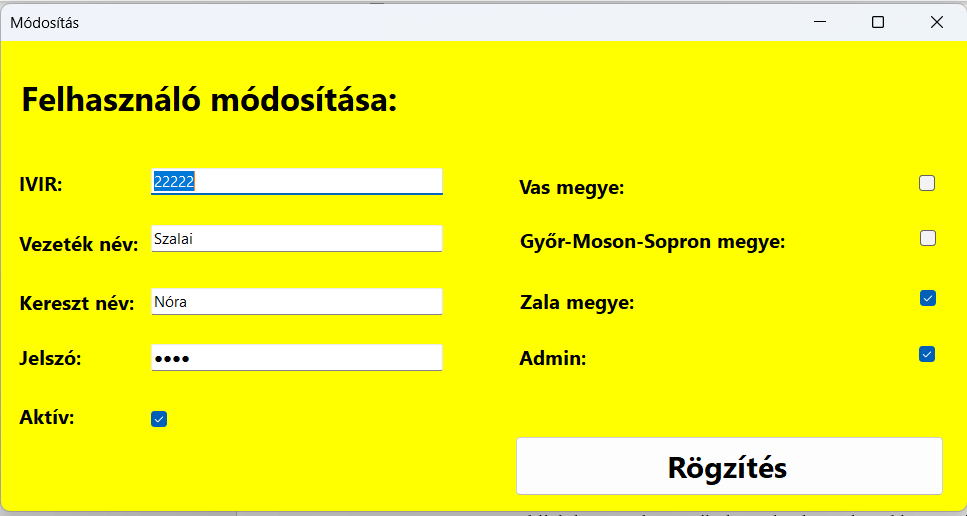 Módosítás
Felhasználó módosítása:
IVIR: 22222
Vezeték név: Szalai
Kereszt név: Nóra
Jelszó: ●●●●
Aktív:
Vas megye:
Győr-Moson-Sopron megye:
Zala megye:
Admin:
Rögzítés